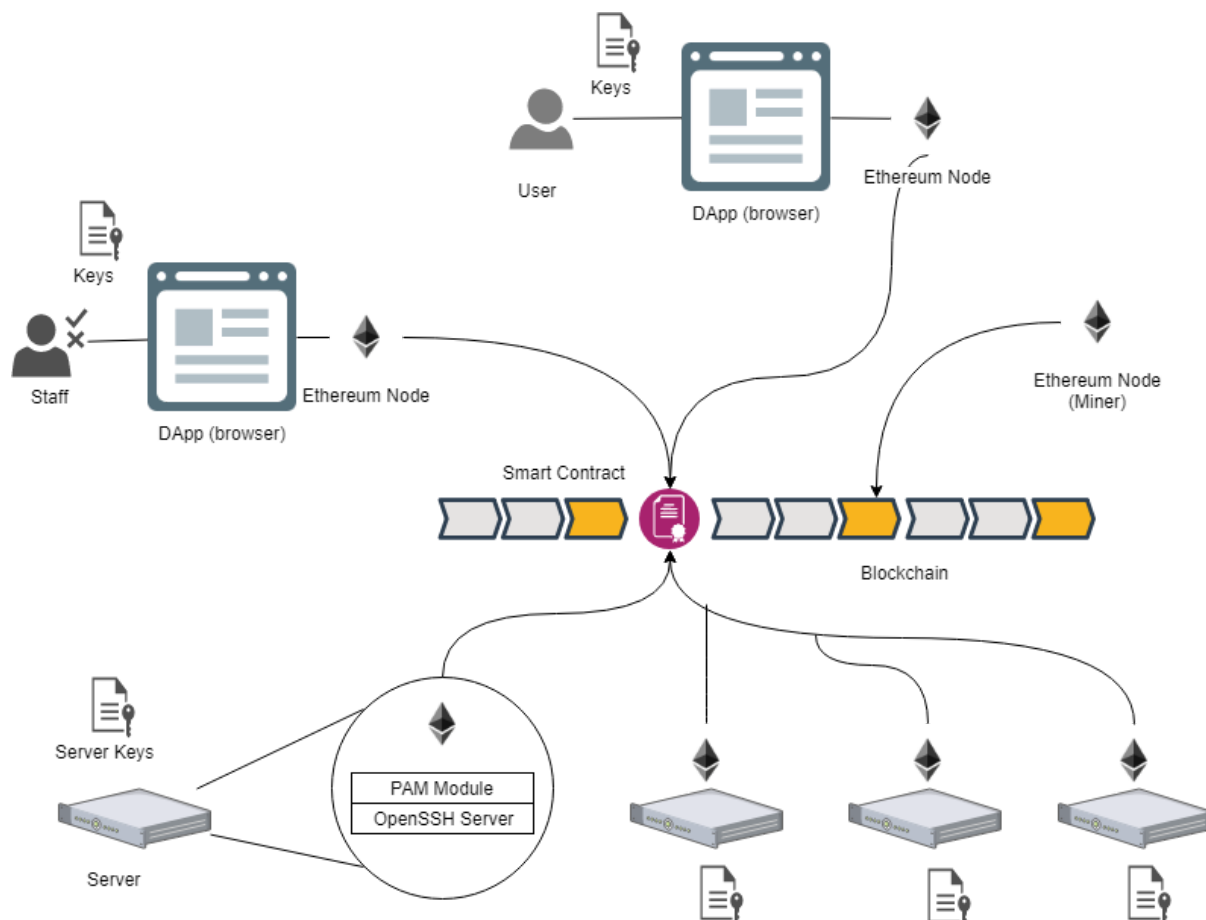 Keys
User
DApp (browser)
Ethereum Node
Keys
Staff
DApp (browser)
Ethereum Node
Ethereum Node
(Miner)
Smart Contract
Blockchain
Server Keys
Server
PAM Module
OpenSSH Server